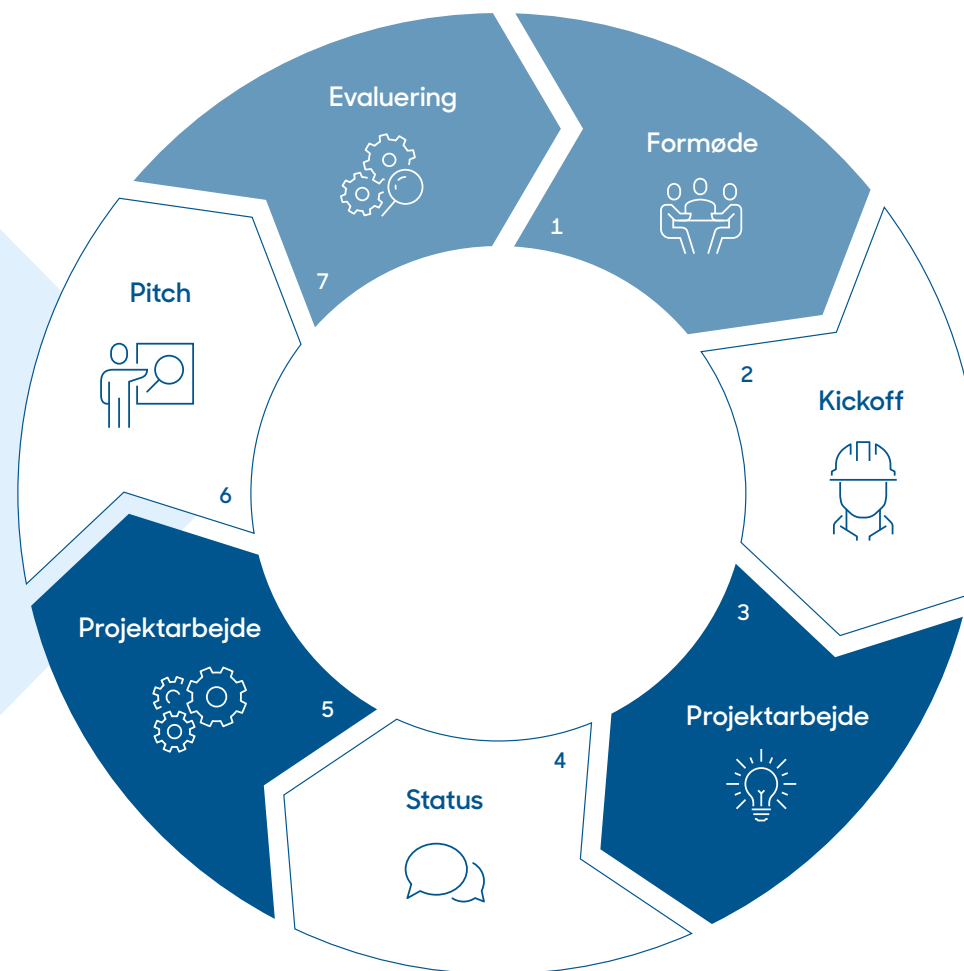 Formøde
1
2
Kickoff
3
Projektarbejde
4
Status
5
Projektarbejde
6
Pitch
7
Evaluering